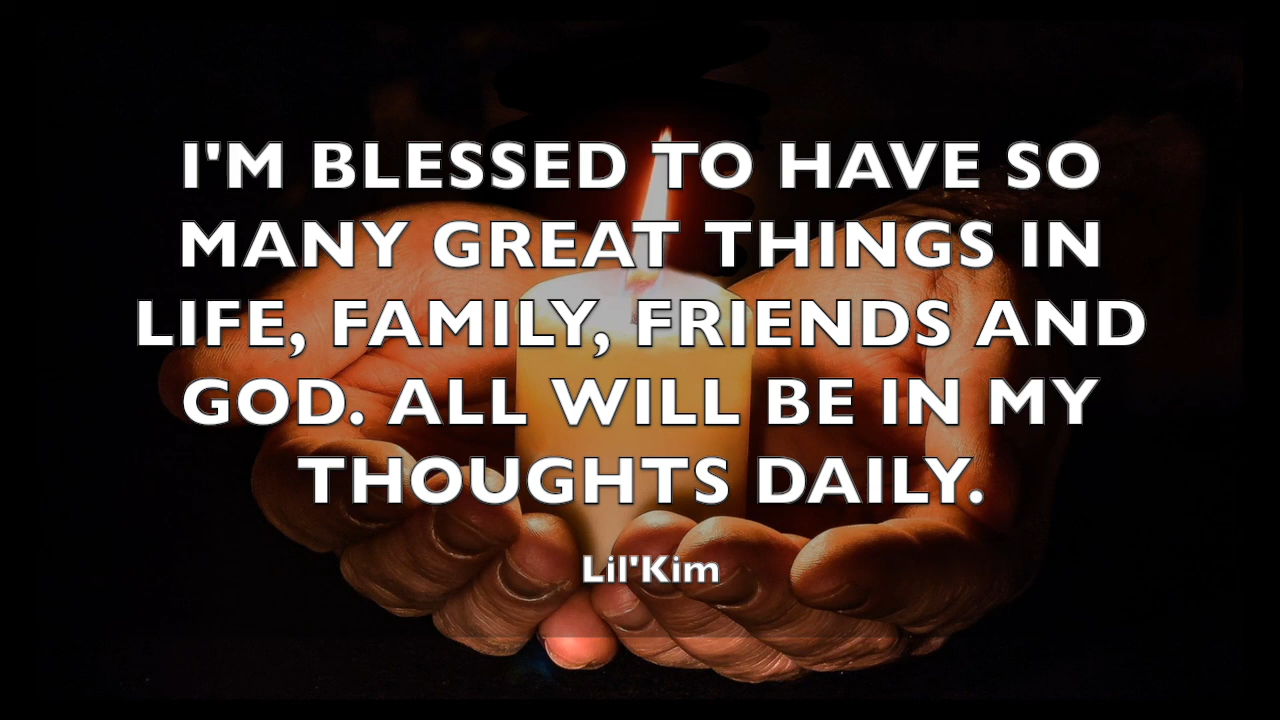 I'M BLESSED TO HAVE SO
MANY GREAT THINGS IN
LIFE, FAMILY, FRIENDS AND
GOD. ALL WILL BE IN MY
THOUGHTS DAILY.
Lil'Kim